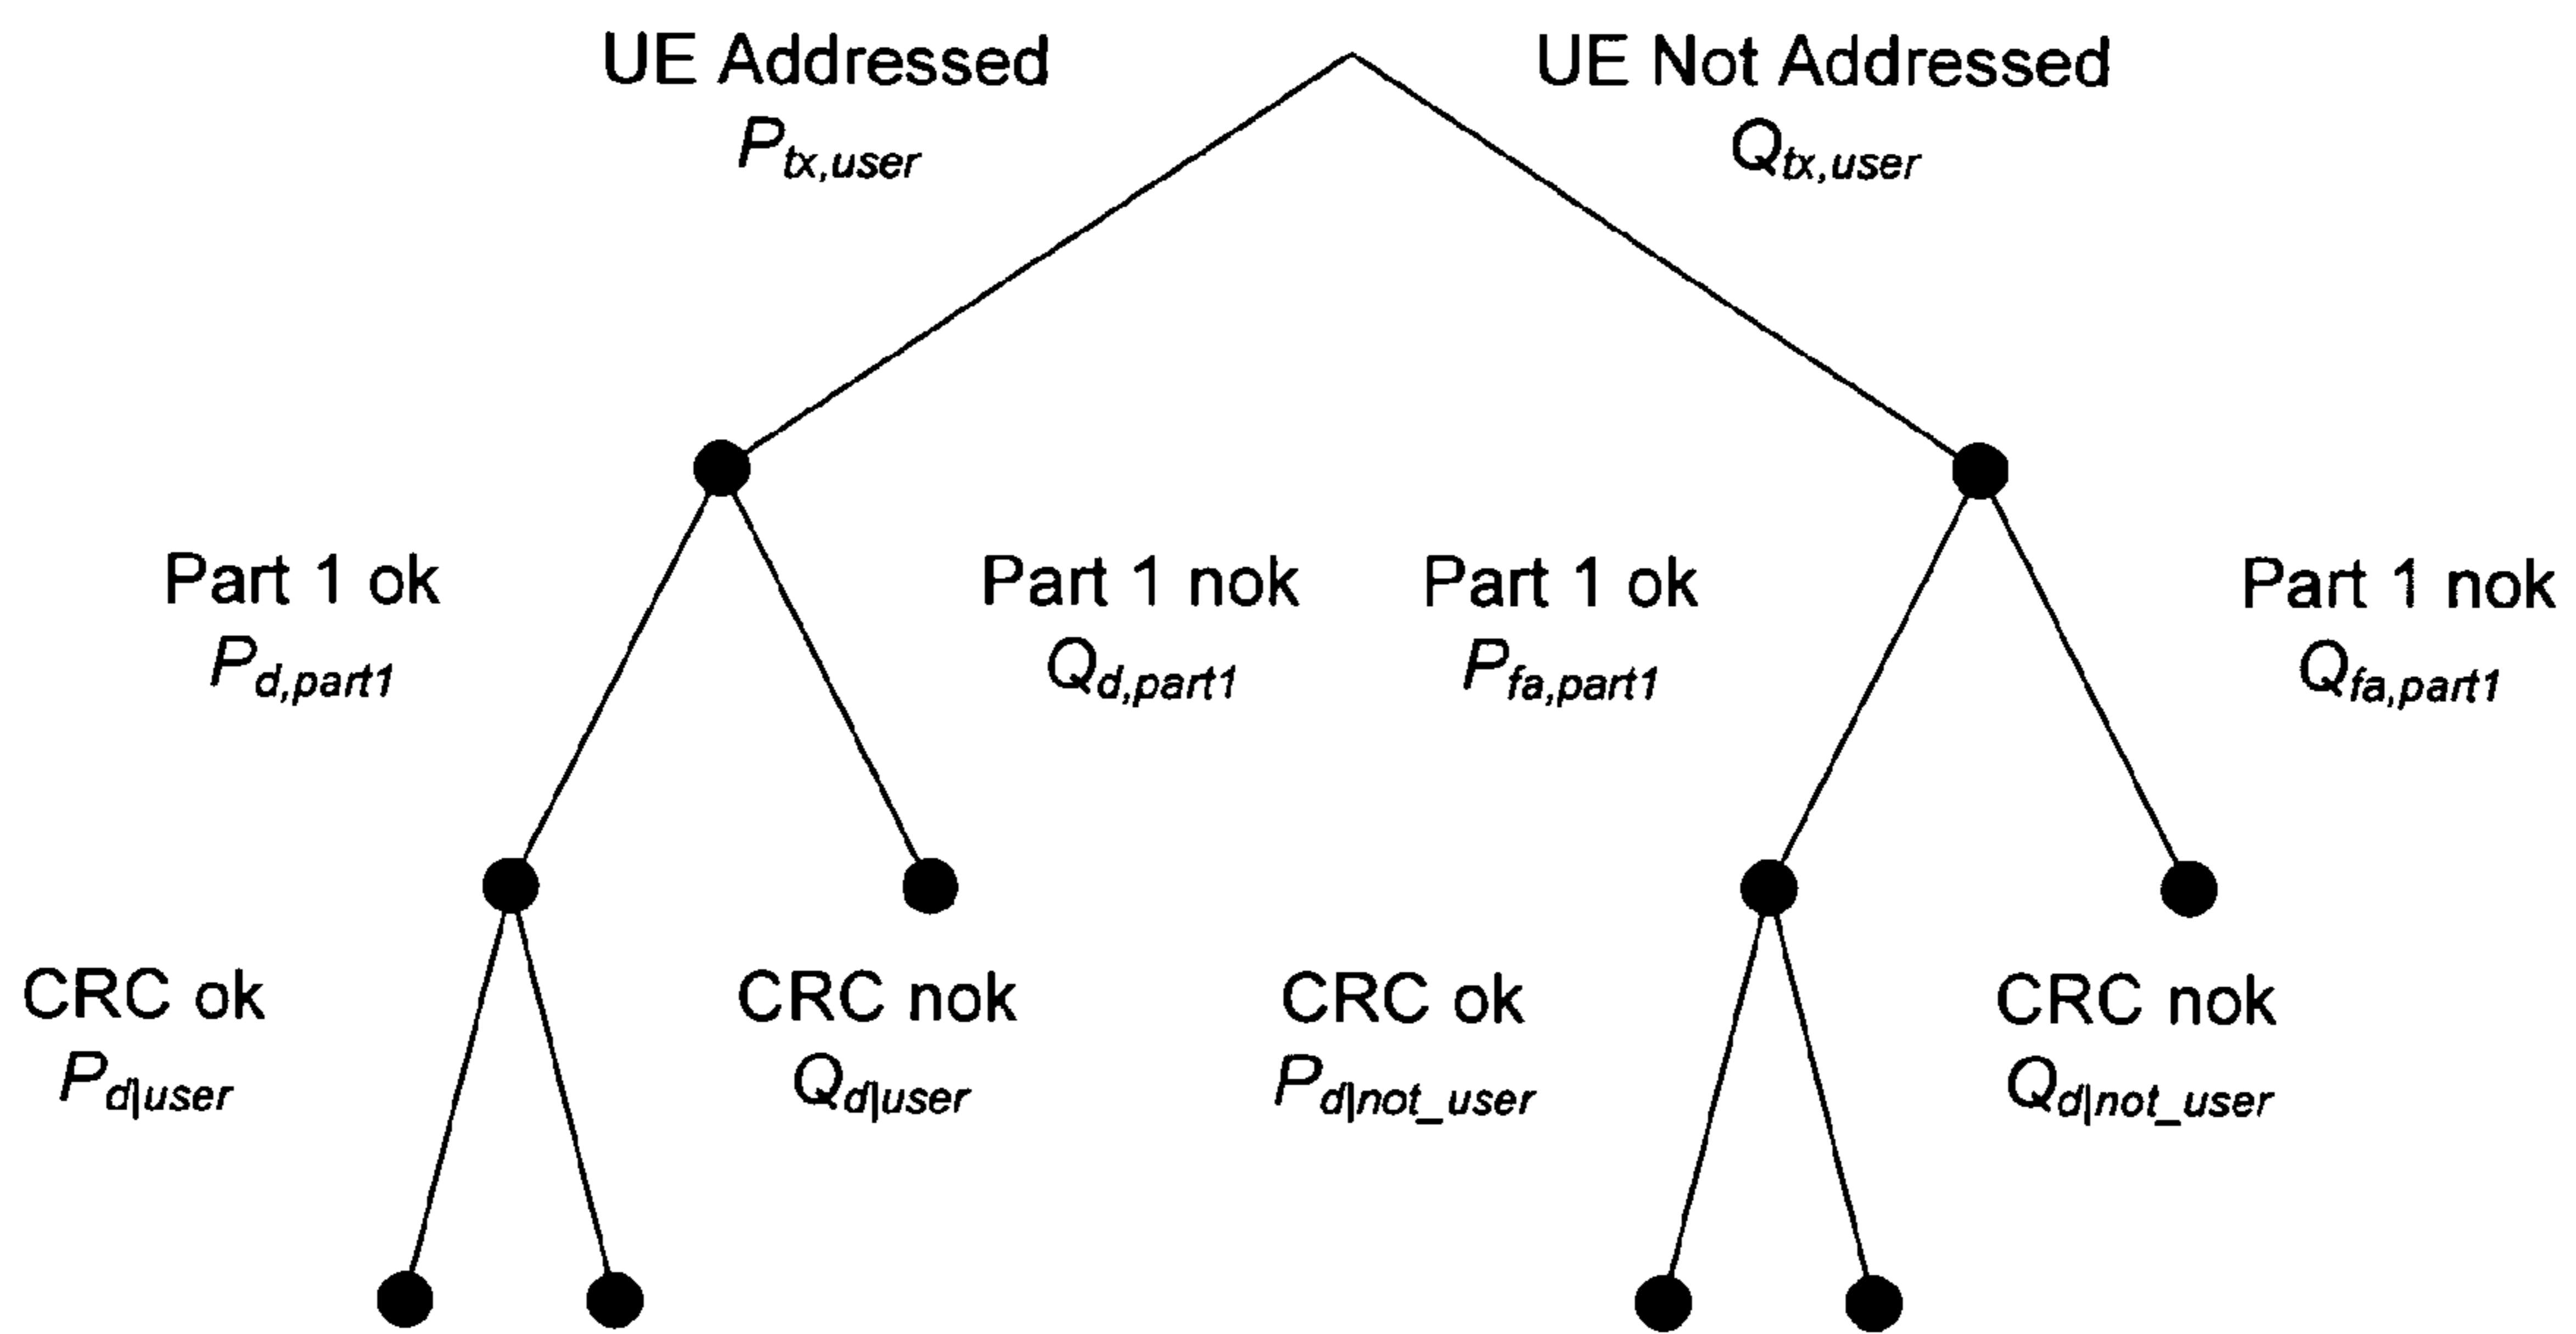 UE Addressed
P_tx,user
UE Not Addressed
Q_tx,user
Part 1 ok
P_d,part1
Part 1 nok
Q_d,part1
Part 1 ok
P_fa,part1
Part 1 nok
Q_fa,part1
CRC ok
P_d|user
CRC nok
Q_d|user
CRC ok
P_d|not_user
CRC nok
Q_d|not_user